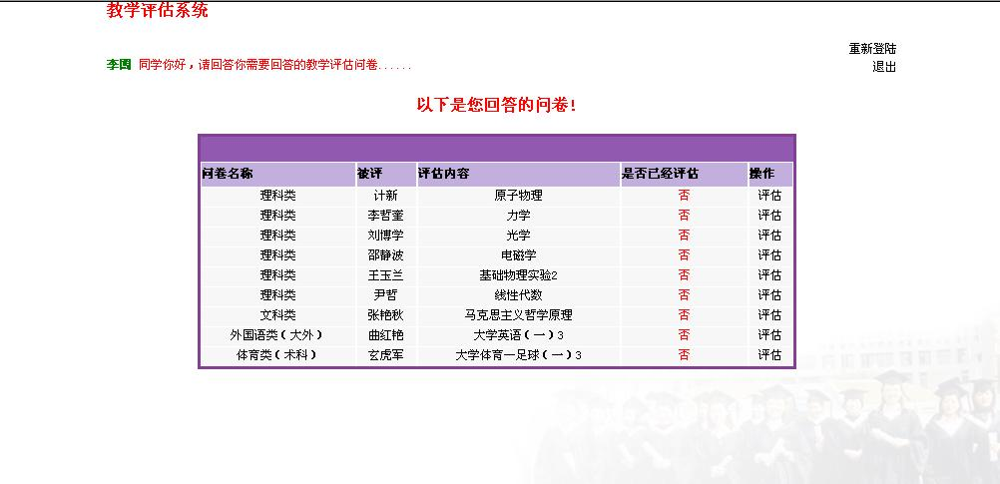 教学评估系统
重新登陆
李图 同学你好，请回答你需要回答的教学评估问卷......
退出
以下是您回答的问卷!
问卷名称 被评 评估内容 是否已经评估 操作
理科类 计新 原子物理 否 评估
理科类 李哲 力学 否 评估
理科类 刘博学 光学 否 评估
理科类 邵静波 电磁学 否 评估
理科类 王玉兰 基础物理实验2 否 评估
理科类 尹哲 线性代数 否 评估
文科类 张艳秋 马克思主义哲学原理 否 评估
外国语类(大外) 曲红艳 大学英语(一)3 否 评估
体育类(术科) 玄虎军 大学体育一足球(一)3 否 评估